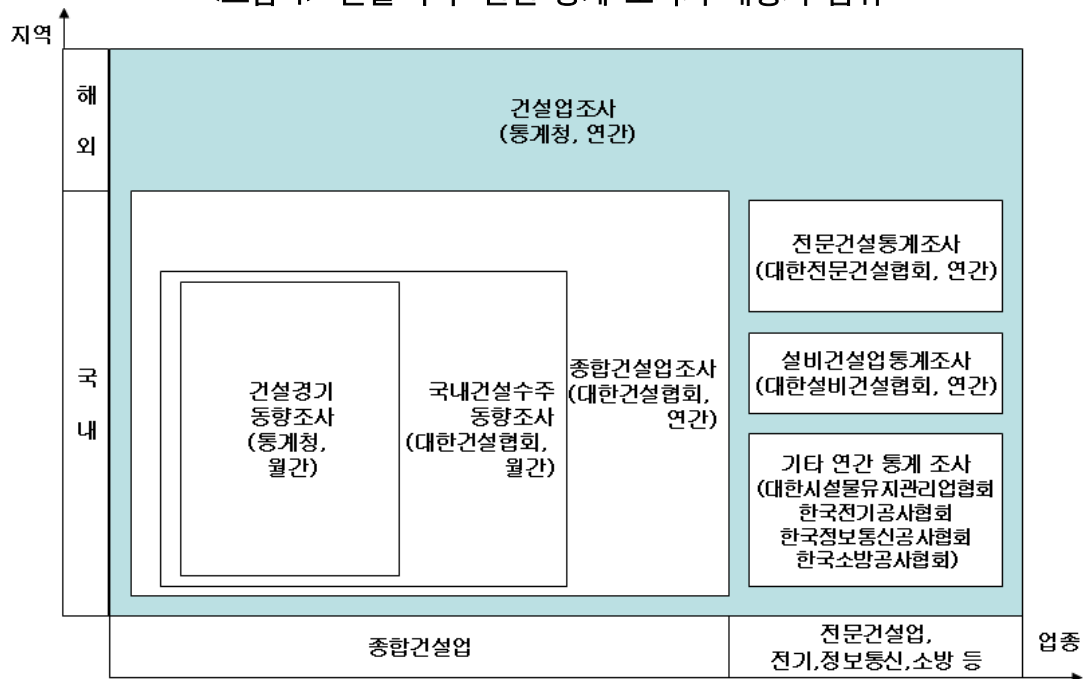 지역
해
외
건설업조사
(통계청, 연간)
국
내
건설경기
동향조사
(통계청,
월간)
국내건설수주
동향조사
(대한건설협회,
월간)
종합건설업조사
(대한건설협회,
연간)
전문건설통계조사
(대한전문건설협회, 연간)
설비건설업통계조사
(대한설비건설협회, 연간)
기타 연간 통계 조사
(대한시설물유지관리업협회
한국전기공사협회
한국정보통신공사협회
한국소방공사협회)
종합건설업
전문건설업,
전기,정보통신,소방 등
업종